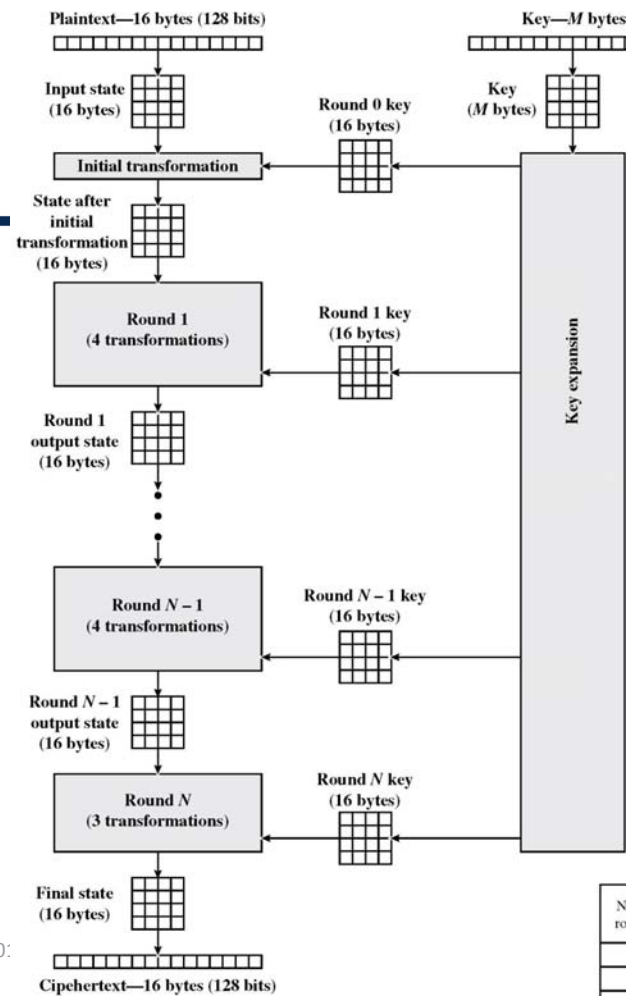 Plaintext—16 bytes (128 bits)
Key—M bytes
Input state
(16 bytes)
Key
(M bytes)
Round 0 key
(16 bytes)
Initial transformation
State after
initial
transformation
(16 bytes)
Round 1
(4 transformations)
Round 1 key
(16 bytes)
Key expansion
Round 1
output state
(16 bytes)
Round N – 1
(4 transformations)
Round N – 1 key
(16 bytes)
Round N – 1
output state
(16 bytes)
Round N
(3 transformations)
Round N key
(16 bytes)
Final state
(16 bytes)
Cipehertext—16 bytes (128 bits)